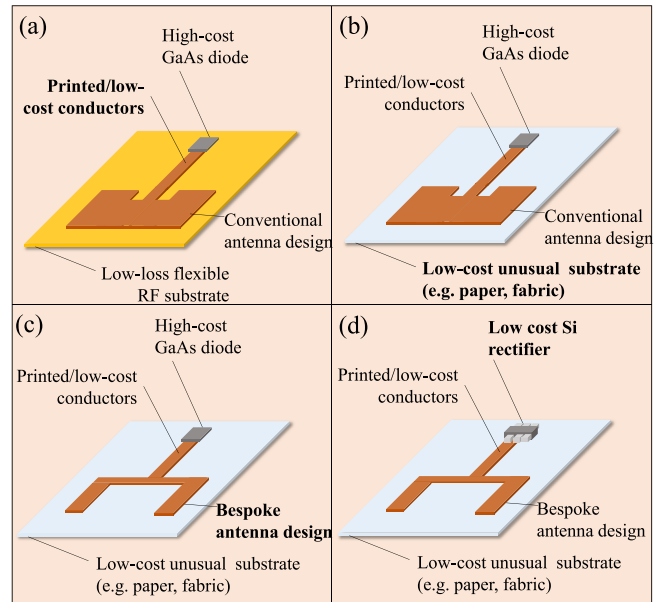 (a)
High-cost
GaAs diode
Printed/low-
cost conductors
Conventional
antenna design
Low-loss flexible
RF substrate
(b)
High-cost
GaAs diode
Printed/low-cost
conductors
Conventional
antenna design
Low-cost unusual substrate
(e.g. paper, fabric)
(c)
High-cost
GaAs diode
Printed/low-cost
conductors
Bespoke
antenna design
Low-cost unusual substrate
(e.g. paper, fabric)
(d)
Low cost Si
rectifier
Printed/low-cost
conductors
Bespoke
antenna design
Low-cost unusual substrate
(e.g. paper, fabric)